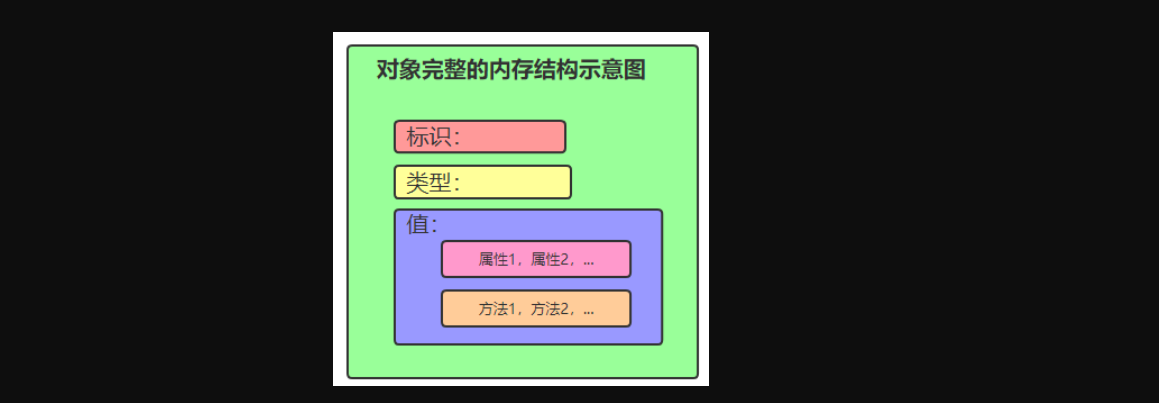 对象完整的内存结构示意图
标识：
类型：
值：
属性1，属性2，...
方法1，方法2，...